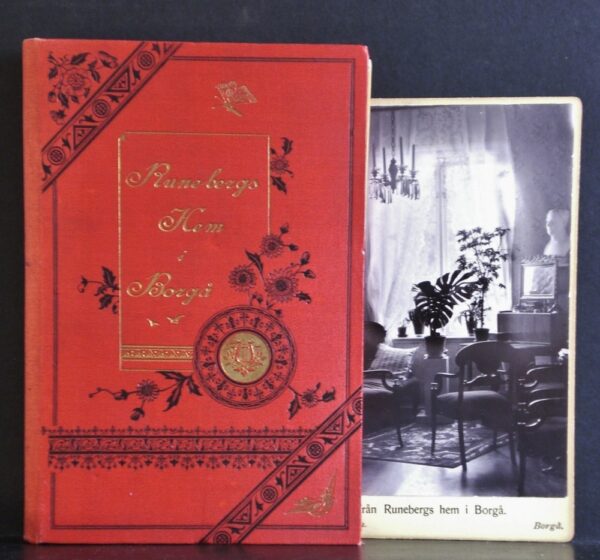 Runebergs
Hem
i
Borgå
rån Runebergs hem i Borgå.
Borgå.